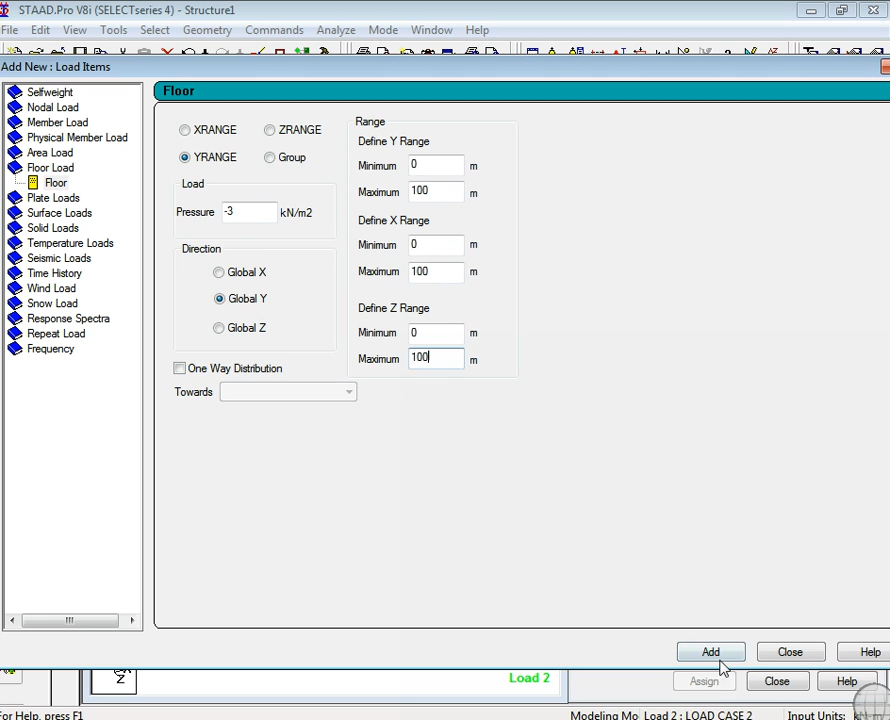 STAAD.Pro V8i (SELECTseries 4) - Structure1
File Edit View Tools Select Geometry Commands Analyze Mode Window Help
Add New : Load Items
Selfweight
Nodal Load
Member Load
Physical Member Load
Area Load
Floor Load
Floor
Plate Loads
Surface Loads
Solid Loads
Temperature Loads
Seismic Loads
Time History
Wind Load
Snow Load
Response Spectra
Repeat Load
Frequency
Floor
XRANGE ZRANGE
YRANGE Group
Load
Pressure -3 kN/m2
Direction
Global X
Global Y
Global Z
One Way Distribution
Towards
Range
Define Y Range
Minimum 0 m
Maximum 100 m
Define X Range
Minimum 0 m
Maximum 100 m
Define Z Range
Minimum 0 m
Maximum 100 m
Add Close Help
Z
Load 2
Assign Close Help
For Help, press F1 Modeling Mo Load 2 : LOAD CASE 2 Input Units: